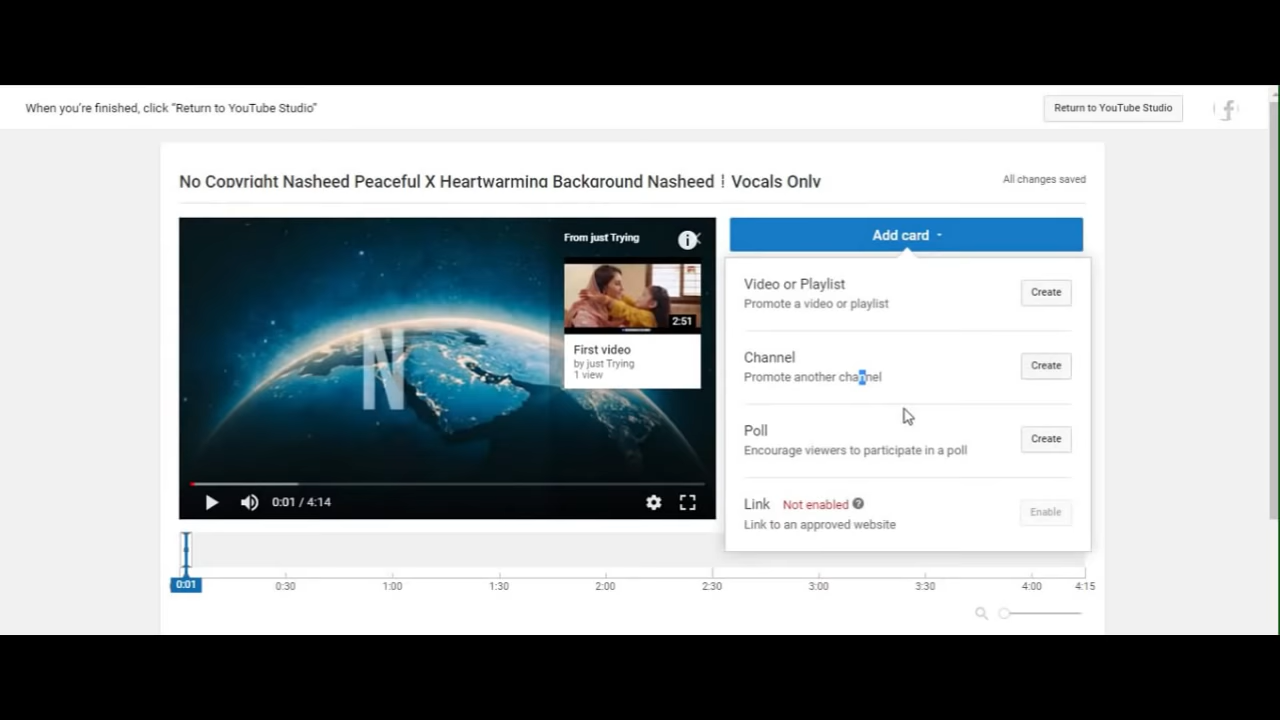 When you're finished, click “Return to YouTube Studio”
Return to YouTube Studio
f
No Copyright Nasheed Peaceful X Heartwarming Background Nasheed ┆ Vocals Only
All changes saved
From just Trying
i
2:51
First video
by just Trying
1 view
N
0:01 / 4:14
Add card
Video or Playlist
Promote a video or playlist
Create
Channel
Promote another channel
Create
Poll
Encourage viewers to participate in a poll
Create
Link Not enabled ?
Link to an approved website
Enable
0:01 0:30 1:00 1:30 2:00 2:30 3:00 3:30 4:00 4:15